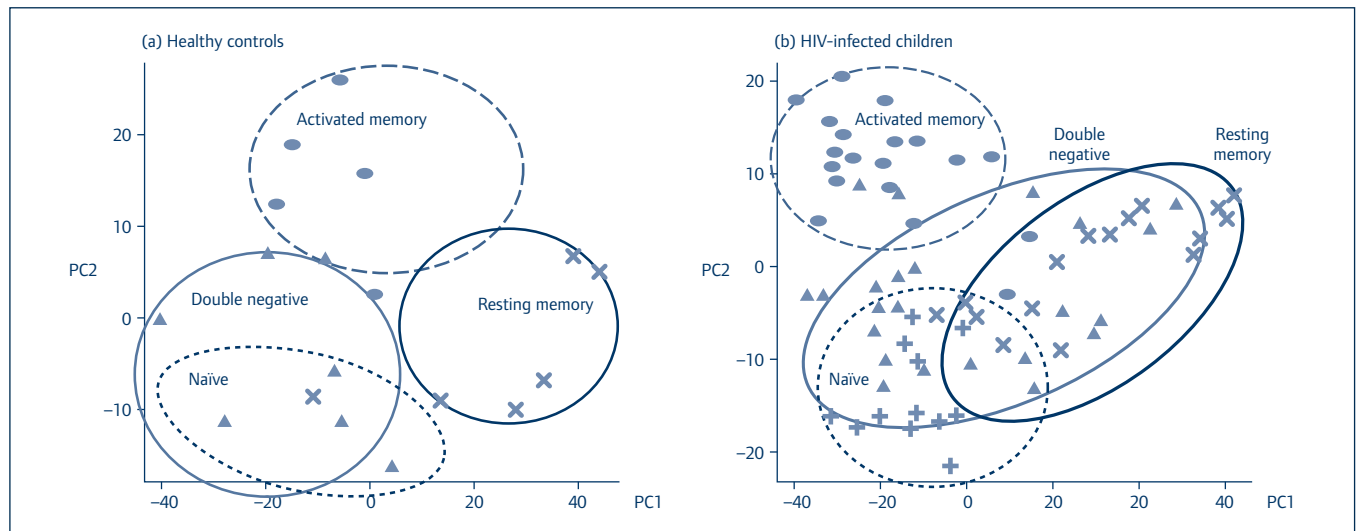 (a) Healthy controls
Activated memory
20
10
PC2
Double negative
Resting memory
0
Naïve
−10
−40
−20
0
20
40
PC1
(b) HIV-infected children
20
Activated memory
Double
negative
Resting
memory
10
PC2
0
−10
Naïve
−20
−40
−20
0
20
20
40
PC1